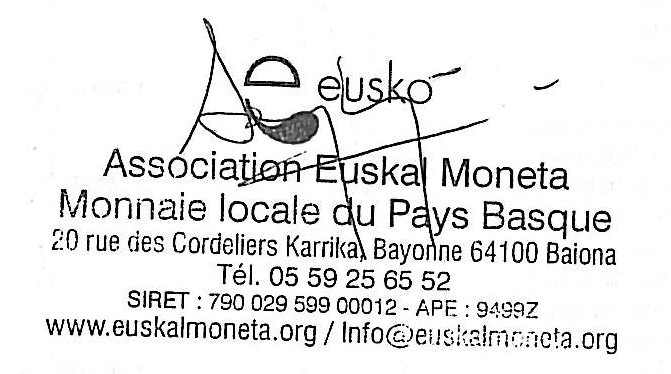 eusko
Association Euskal Moneta
Monnaie locale du Pays Basque
20 rue des Cordeliers Karrika, Bayonne 64100 Baiona
Tél. 05 59 25 65 52
SIRET : 790 029 599 00012 - APE : 9499Z
www.euskalmoneta.org / Info@euskalmoneta.org